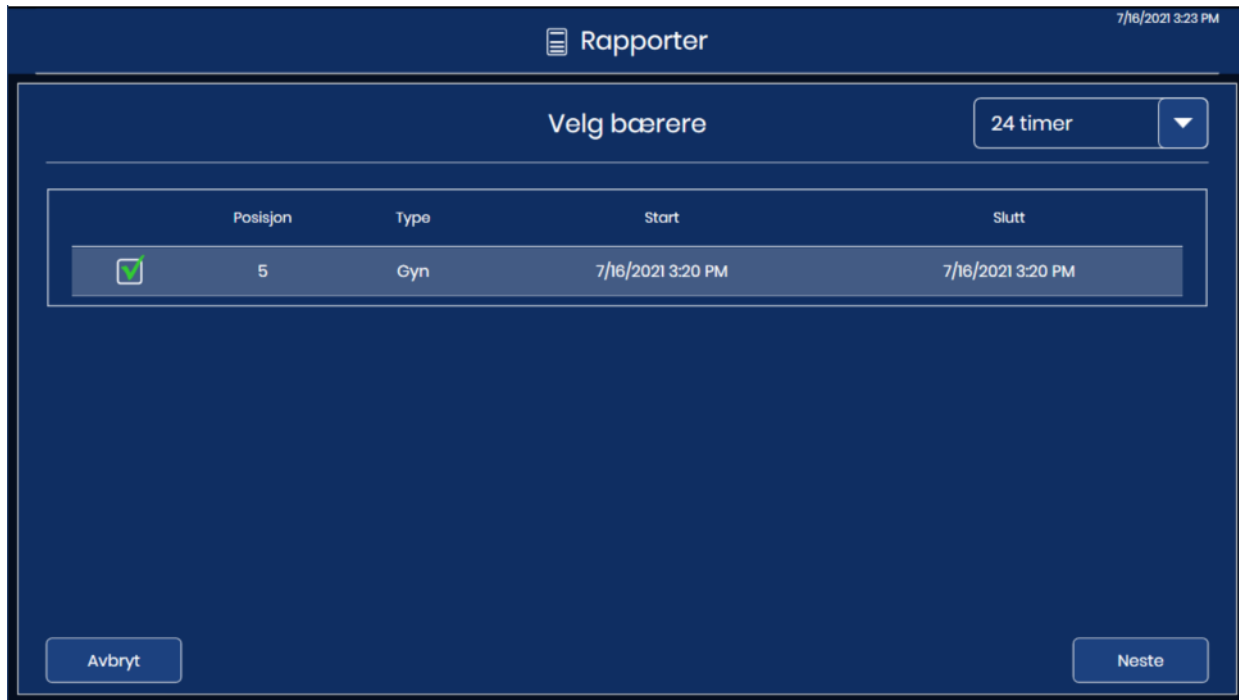 7/16/2021 3:23 PM
Rapporter
Velg bærere
24 timer
Posisjon Type Start Slutt
5 Gyn 7/16/2021 3:20 PM 7/16/2021 3:20 PM
Avbryt Neste